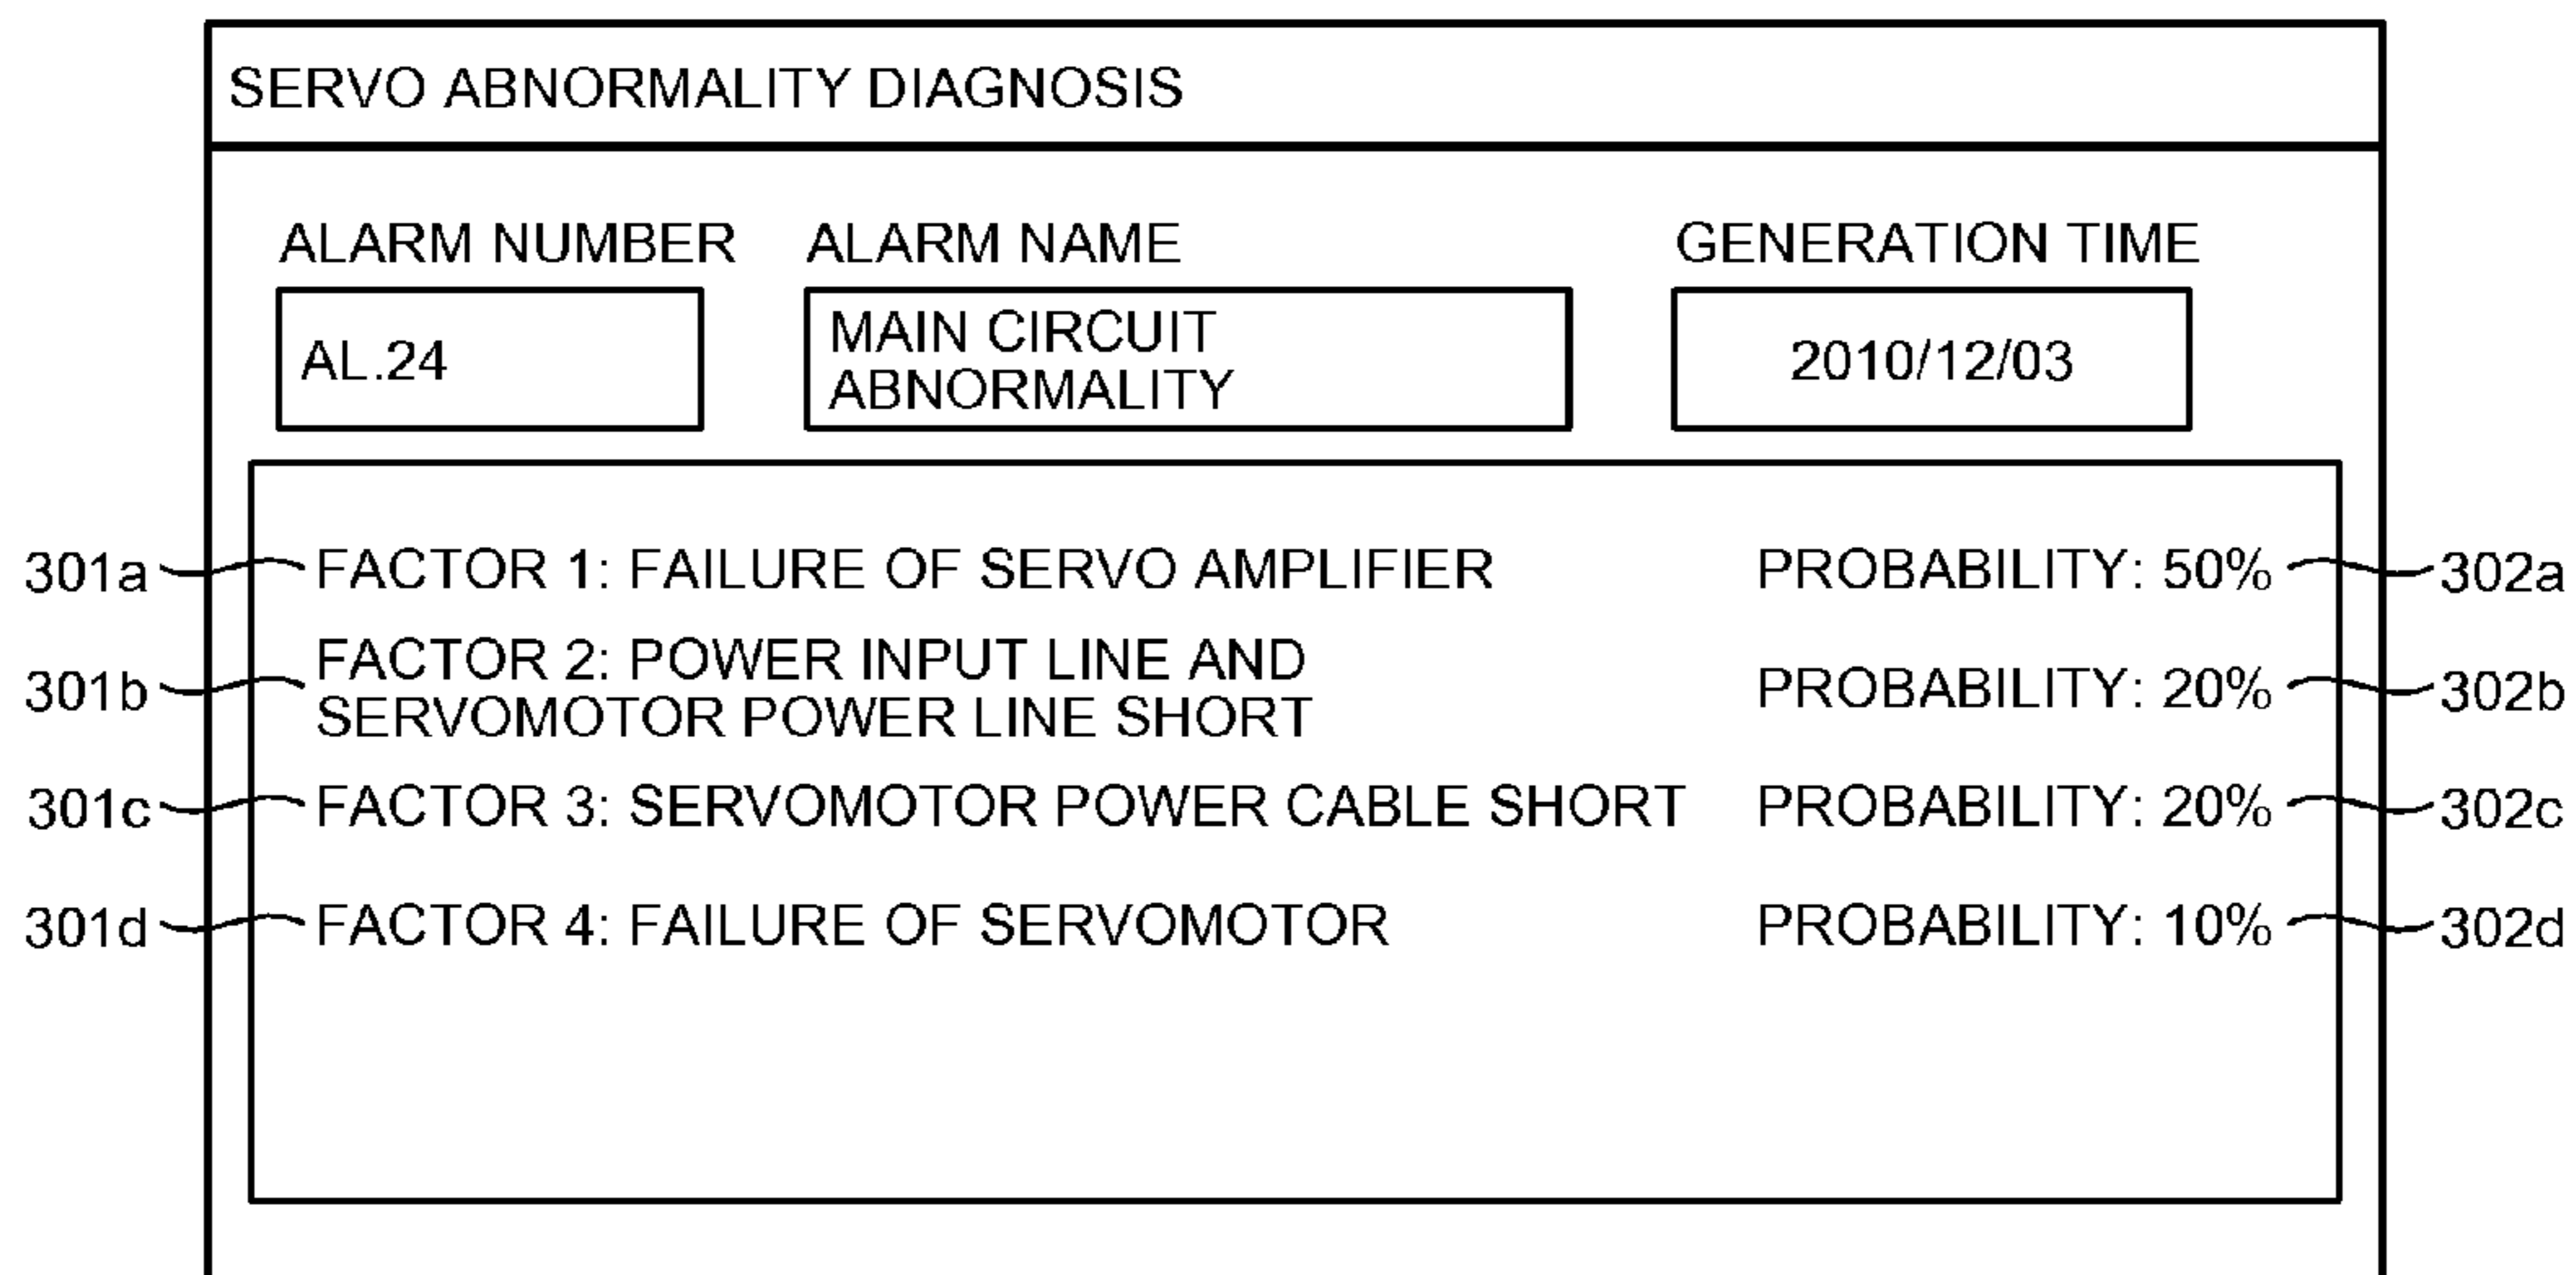 SERVO ABNORMALITY DIAGNOSIS
ALARM NUMBER ALARM NAME GENERATION TIME
AL.24
MAIN CIRCUIT
ABNORMALITY
2010/12/03
301a FACTOR 1: FAILURE OF SERVO AMPLIFIER PROBABILITY: 50% 302a
301b FACTOR 2: POWER INPUT LINE AND
SERVOMOTOR POWER LINE SHORT PROBABILITY: 20% 302b
301c FACTOR 3: SERVOMOTOR POWER CABLE SHORT PROBABILITY: 20% 302c
301d FACTOR 4: FAILURE OF SERVOMOTOR PROBABILITY: 10% 302d